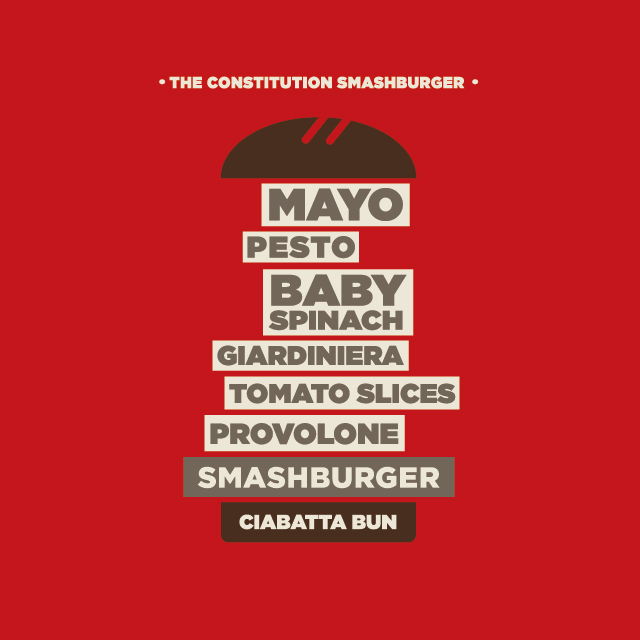 • THE CONSTITUTION SMASHBURGER •
MAYO
PESTO
BABY
SPINACH
GIARDINIERA
TOMATO SLICES
PROVOLONE
SMASHBURGER
CIABATTA BUN